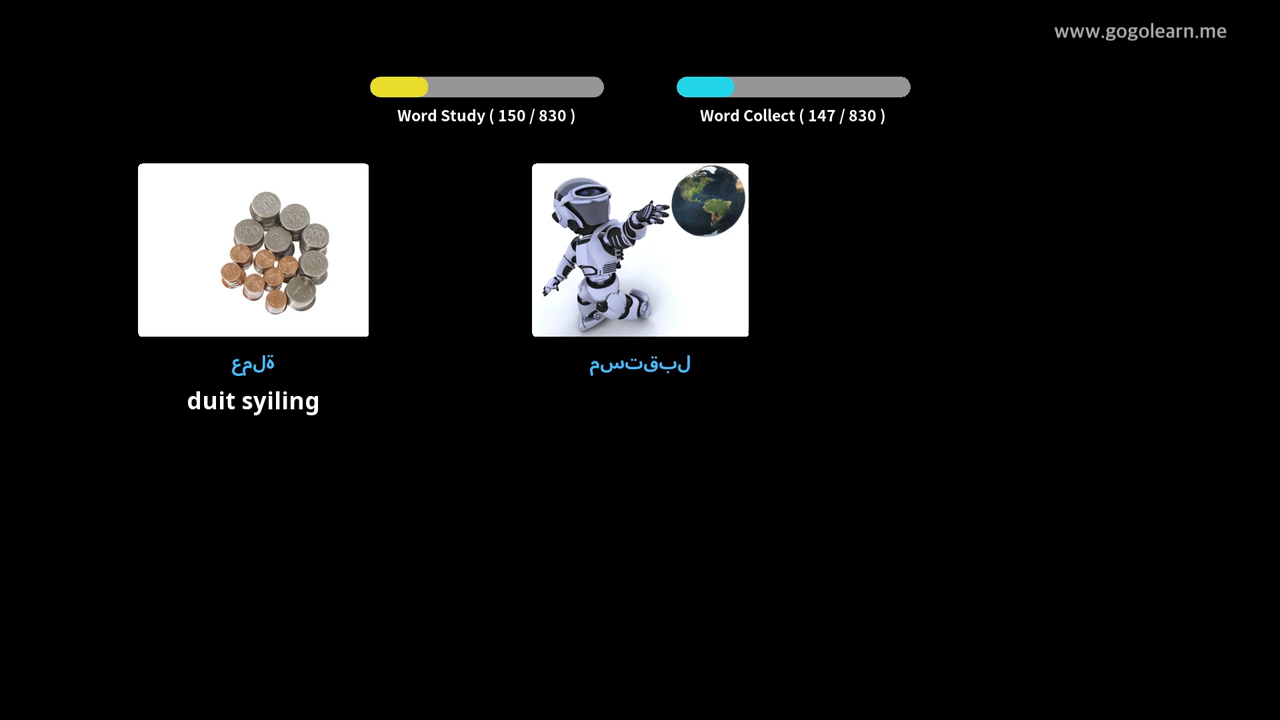 www.gogolearn.me
Word Study ( 150 / 830 )
Word Collect ( 147 / 830 )
عملة
duit syiling
مستقبل